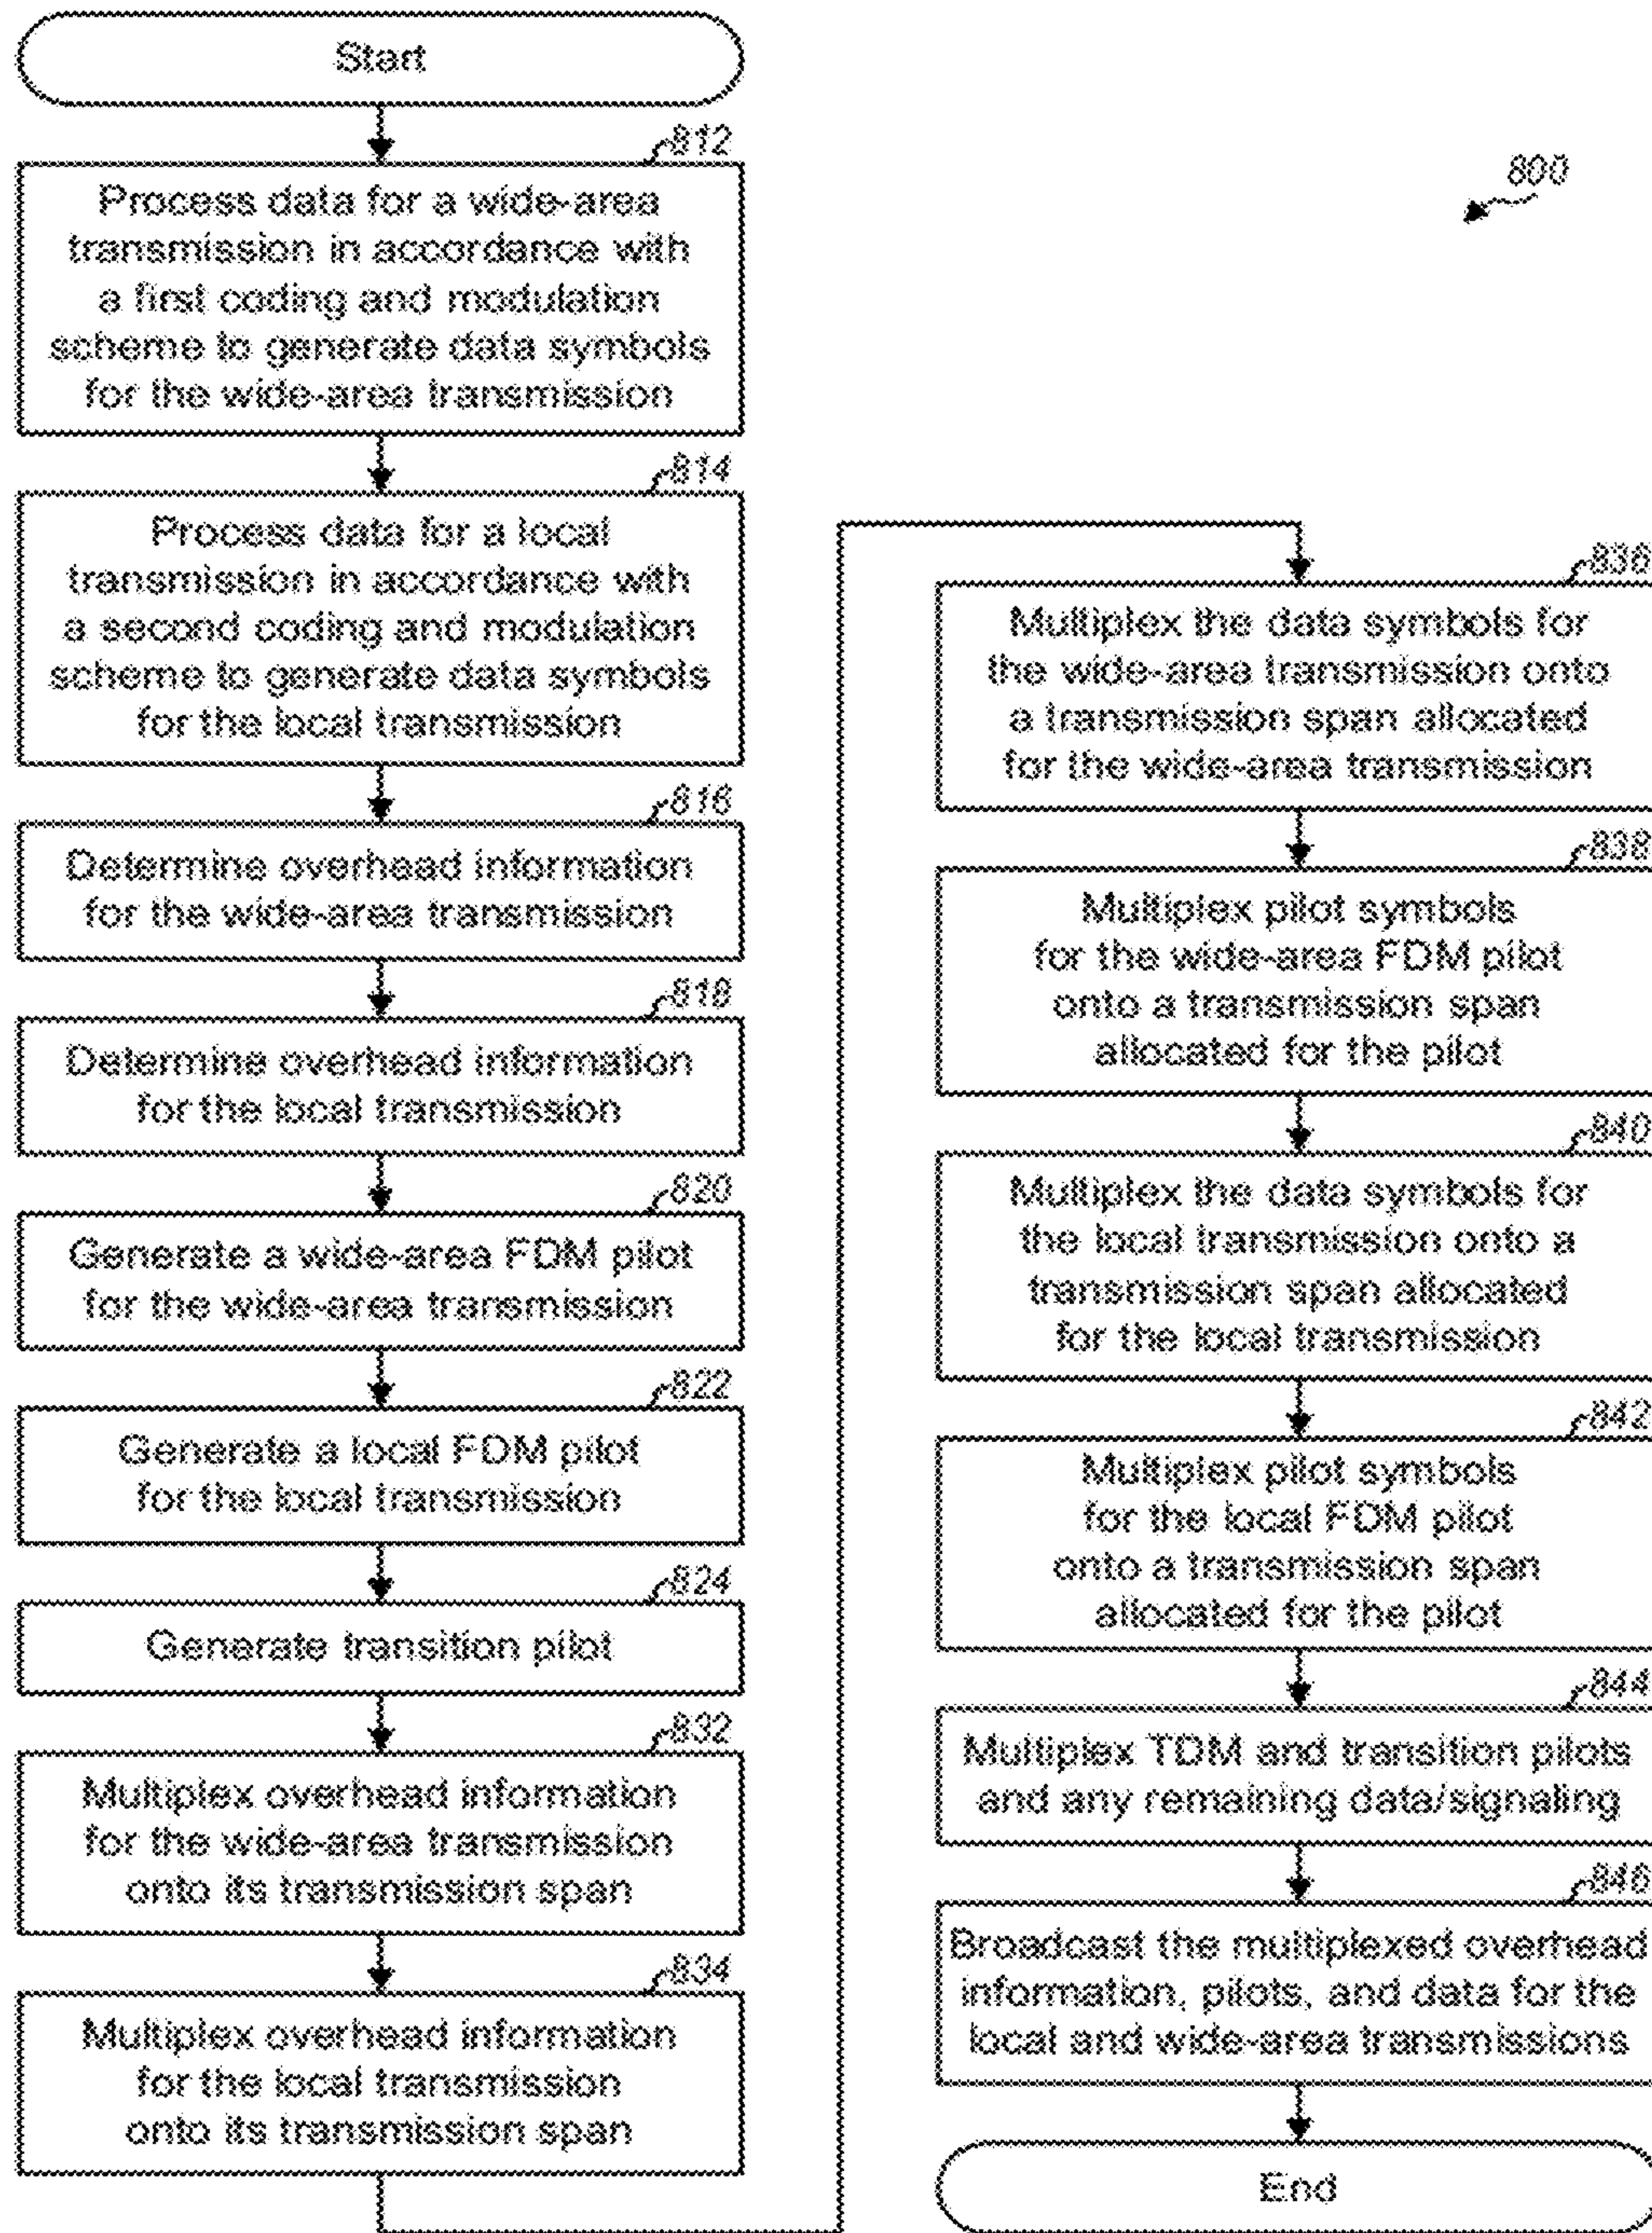 Start
812
Process data for a wide-area
transmission in accordance with
a first coding and modulation
scheme to generate data symbols
for the wide-area transmission
814
Process data for a local
transmission in accordance with
a second coding and modulation
scheme to generate data symbols
for the local transmission
816
Determine overhead information
for the wide-area transmission
818
Determine overhead information
for the local transmission
820
Generate a wide-area FDM pilot
for the wide-area transmission
822
Generate a local FDM pilot
for the local transmission
824
Generate transition pilot
832
Multiplex overhead information
for the wide-area transmission
onto its transmission span
834
Multiplex overhead information
for the local transmission
onto its transmission span
800
836
Multiplex the data symbols for
the wide-area transmission onto
a transmission span allocated
for the wide-area transmission
838
Multiplex pilot symbols
for the wide-area FDM pilot
onto a transmission span
allocated for the pilot
840
Multiplex the data symbols for
the local transmission onto a
transmission span allocated
for the local transmission
842
Multiplex pilot symbols
for the local FDM pilot
onto a transmission span
allocated for the pilot
844
Multiplex TDM and transition pilots
and any remaining data/signaling
846
Broadcast the multiplexed overhead
information, pilots, and data for the
local and wide-area transmissions
End